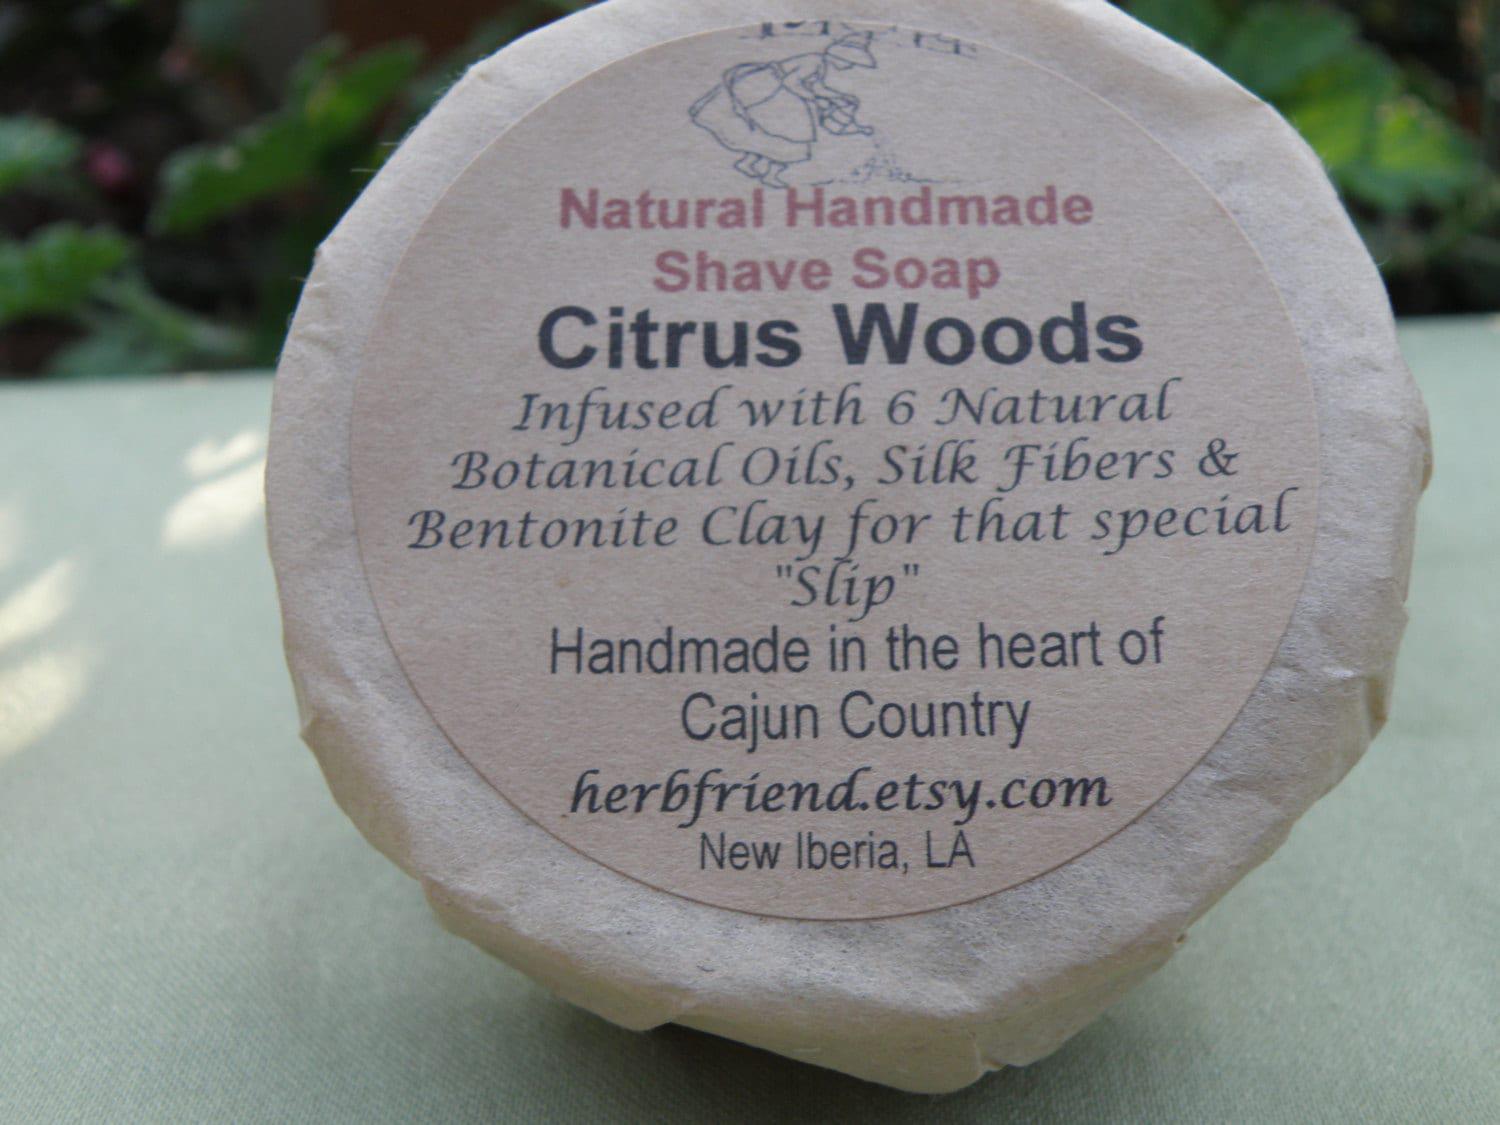 Natural Handmade
Shave Soap
Citrus Woods
Infused with 6 Natural
Botanical Oils, Silk Fibers &
Bentonite Clay for that special
"Slip"
Handmade in the heart of
Cajun Country
herbfriend.etsy.com
New Iberia, LA